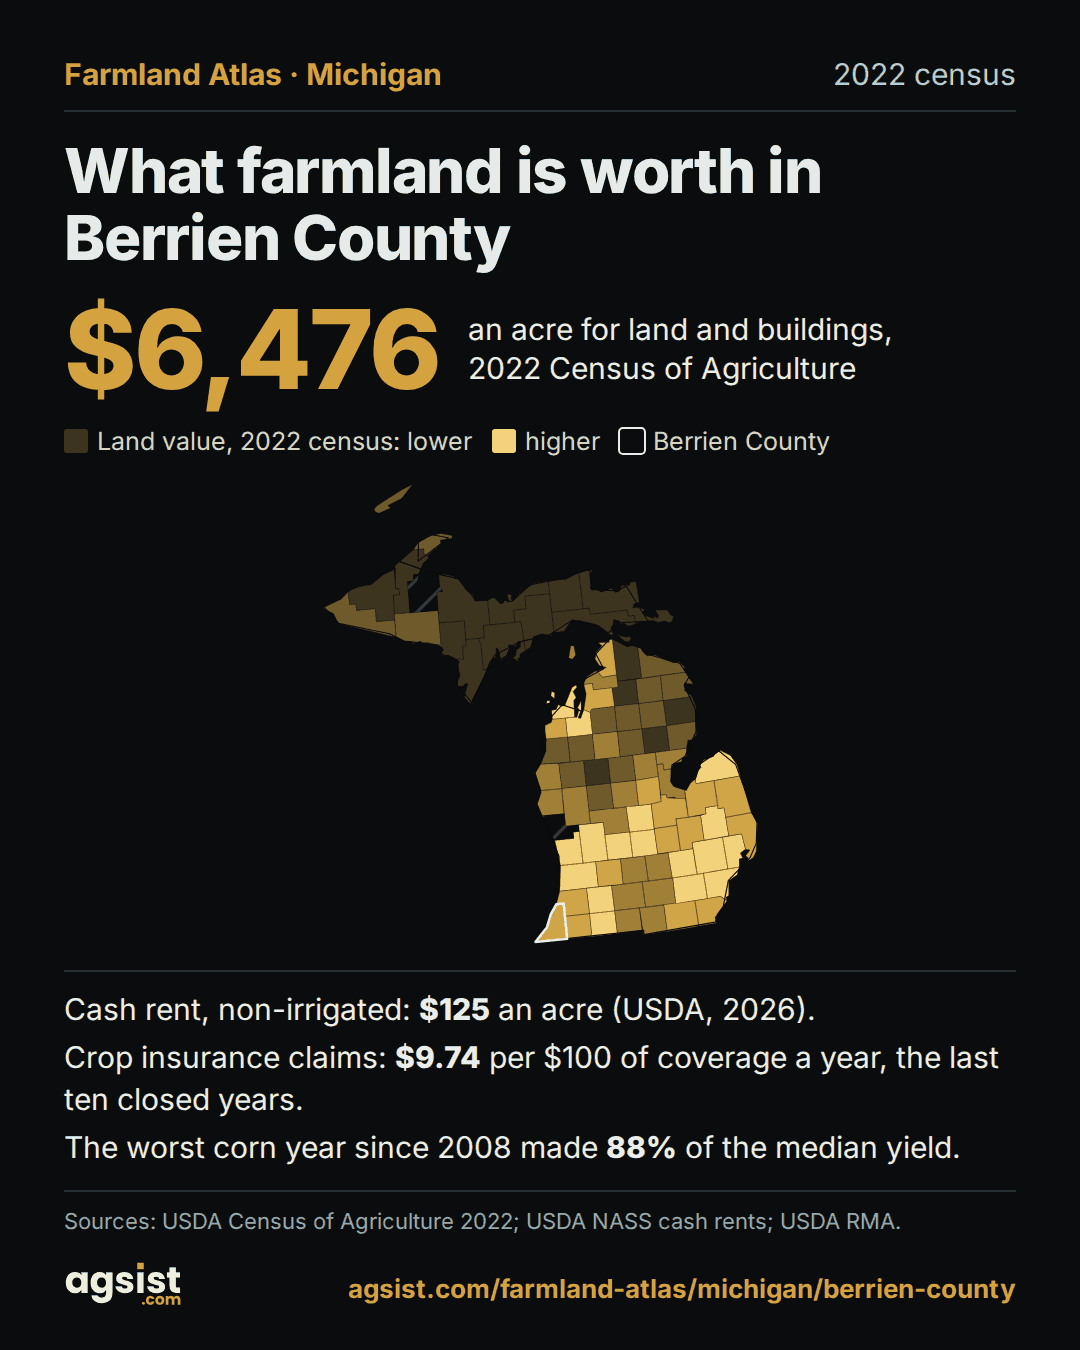 Farmland Atlas · Michigan
2022 census
What farmland is worth in
Berrien County
$6,476
an acre for land and buildings,
2022 Census of Agriculture
Land value, 2022 census: lower
higher
Berrien County
Cash rent, non-irrigated: $125 an acre (USDA, 2026).
Crop insurance claims: $9.74 per $100 of coverage a year, the last
ten closed years.
The worst corn year since 2008 made 88% of the median yield.
Sources: USDA Census of Agriculture 2022; USDA NASS cash rents; USDA RMA.
agsist
.com
agsist.com/farmland-atlas/michigan/berrien-county